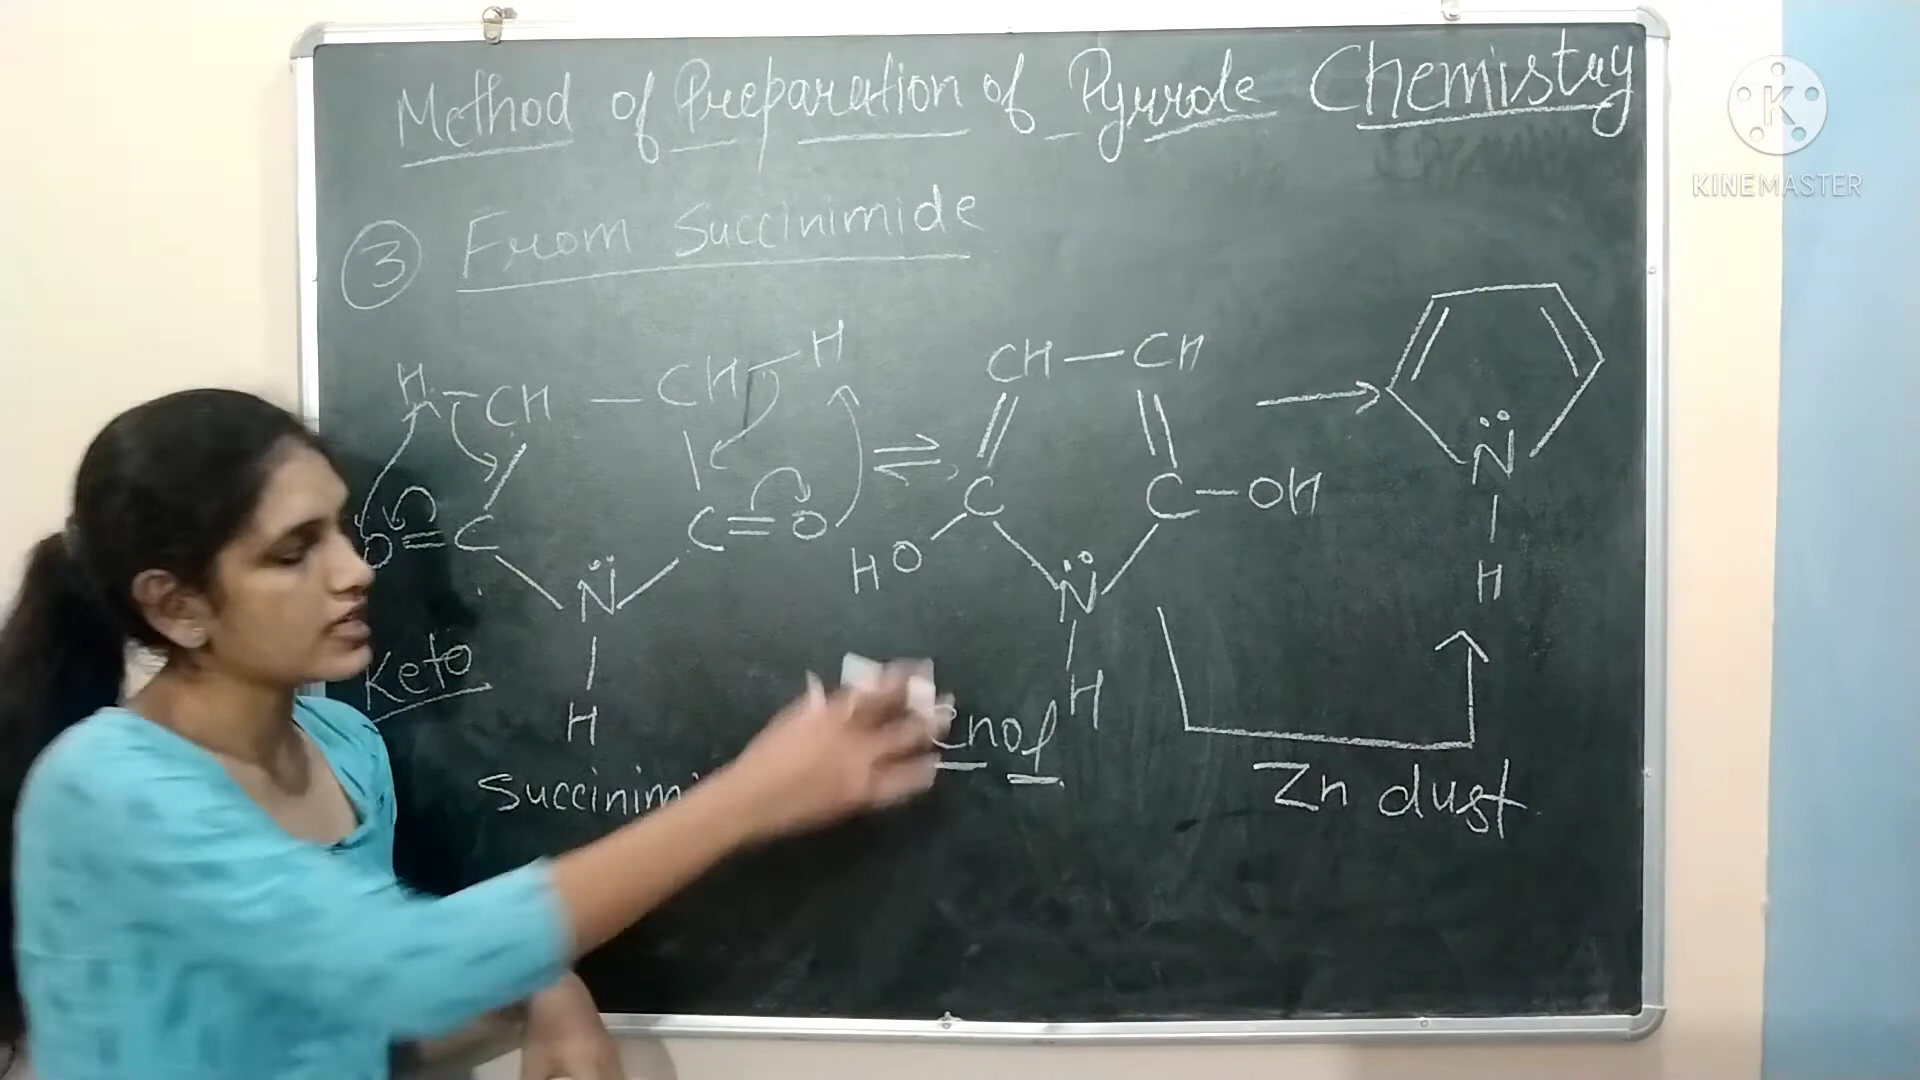 Method of Preparation of Pyrrole Chemistry
KINEMASTER
③ From Succinimide
H - CH — CH - H
O = C C = O
N̈
H
Keto
CH — CH
C C — OH
HO
N̈
H
Enol
N̈
H
Zn dust